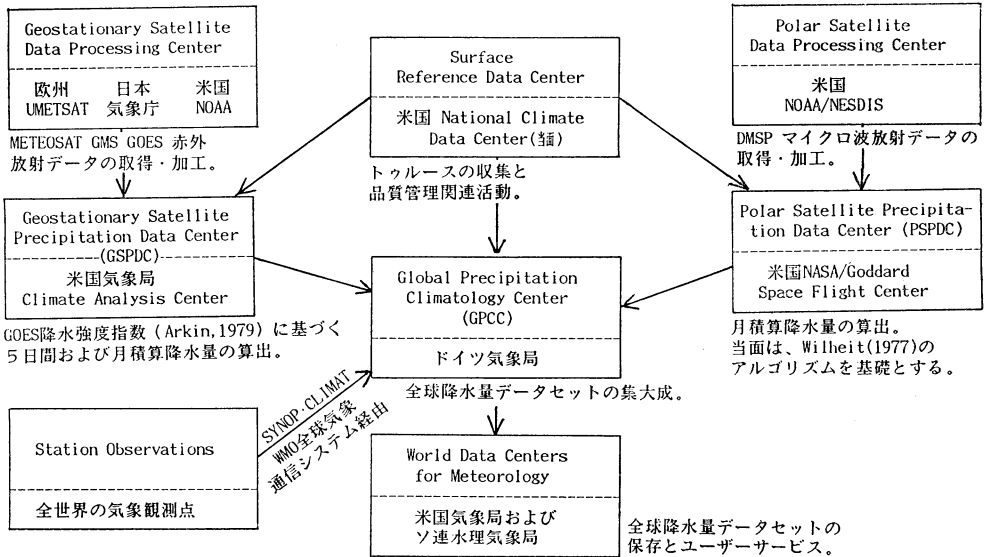 Geostationary Satellite
Data Processing Center
欧州 日本 米国
UMETSAT 気象庁 NOAA
METEOSAT GMS GOES 赤外
放射データの取得・加工。
Surface
Reference Data Center
米国 National Climate
Data Center(
トゥルースの収集と
品質管理関連活動。
Polar Satellite
Data Processing Center
米国
NOAA/NESDIS
DMSP マイクロ波放射データの
取得・加工。
Geostationary Satellite
Precipitation Data Center
(GSPDC)
米国気象局
Climate Analysis Center
GOES降水強度指数(Arkin,1979)に基づく
5日間および月積算降水量の算出。
Global Precipitation
Climatology Center
(GPCC)
ドイツ気象局
全球降水量データセットの集大成。
Polar Satellite Precipita-
tion Data Center (PSPDC)
米国NASA/Goddard
Space Flight Center
月積算降水量の算出。
当面は、Wilheit(1977)の
アルゴリズムを基礎とする。
Station Observations
全世界の気象観測点
SYNOP・CLIMAT
WMO全球気象
通信システム経由
World Data Centers
for Meteorology
米国気象局および
ソ連水理気象局
全球降水量データセットの
保存とユーザーサービス。